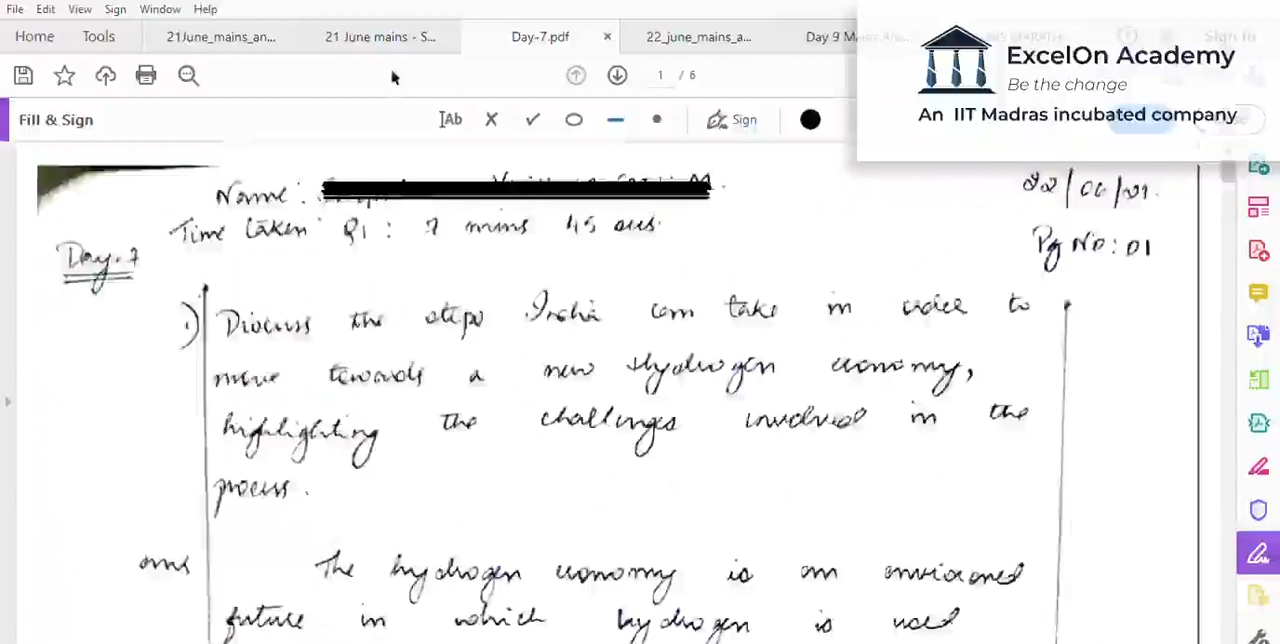 File Edit View Sign Window Help
Home Tools 21June_mains_an... 21 June mains - S... Day-7.pdf × 22_june_mains_a... Day 9 M
ExcelOn Academy
Be the change
An IIT Madras incubated company
1 / 6
Fill & Sign
IAb Sign
Name:
22/06/21.
Time taken Q1 : 7 mins 45 secs.
Pg No: 01
Day-7
1.) Discuss the steps India can take in order to
move towards a new Hydrogen economy,
highlighting the challenges involved in the
process.
ans The hydrogen economy is an envisioned
future in which hydrogen is used